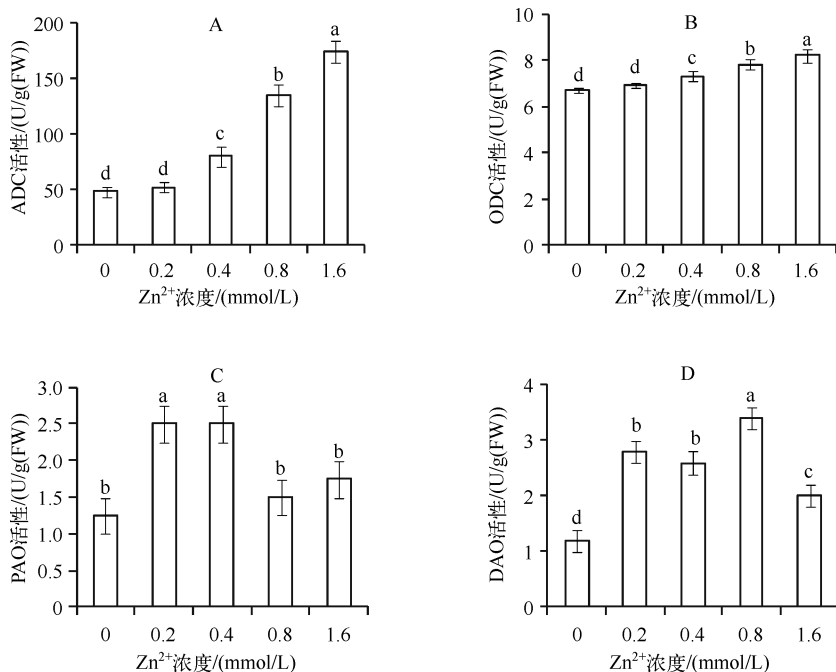 A
ADC活性/(U/g(FW))
200
150
100
50
0
d
d
c
b
a
0 0.2 0.4 0.8 1.6
Zn²⁺浓度/(mmol/L)
B
ODC活性/(U/g(FW))
10
8
6
4
2
0
d
d
c
b
a
0 0.2 0.4 0.8 1.6
Zn²⁺浓度/(mmol/L)
C
PAO活性/(U/g(FW))
3.0
2.5
2.0
1.5
1.0
0.5
0
b
a
a
b
b
0 0.2 0.4 0.8 1.6
Zn²⁺浓度/(mmol/L)
D
DAO活性/(U/g(FW))
4
3
2
1
0
d
b
b
a
c
0 0.2 0.4 0.8 1.6
Zn²⁺浓度/(mmol/L)